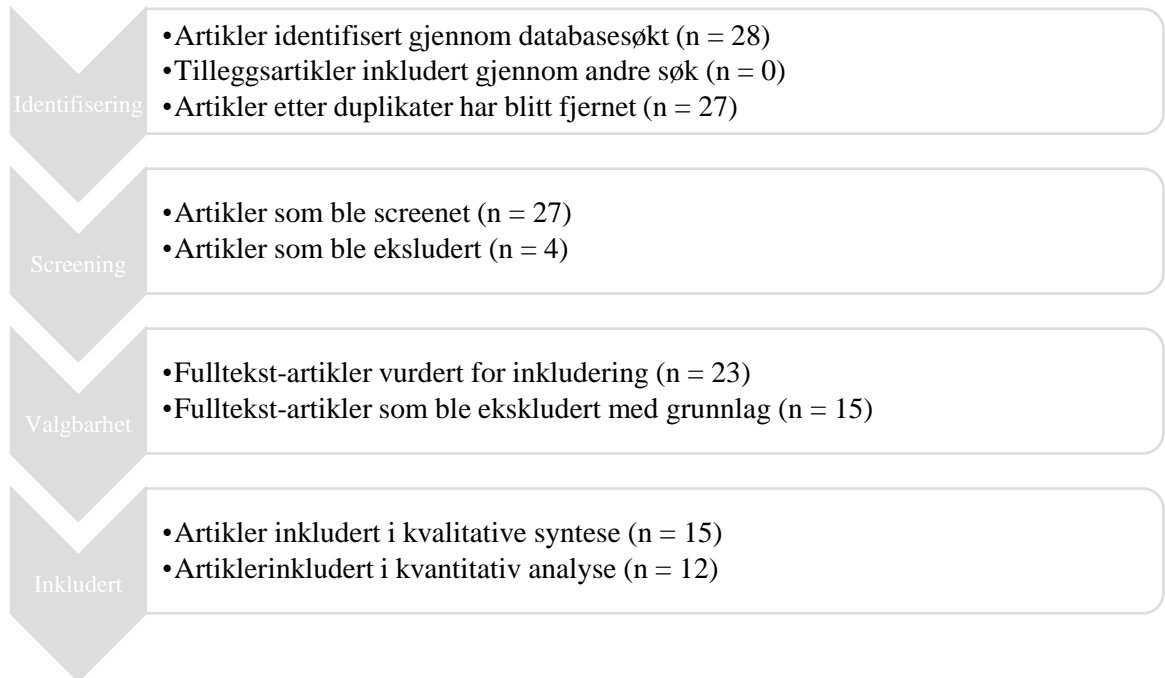 Identifisering
•Artikler identifisert gjennom databasesøkt (n = 28)
•Tilleggsartikler inkludert gjennom andre søk (n = 0)
•Artikler etter duplikater har blitt fjernet (n = 27)
Screening
•Artikler som ble screenet (n = 27)
•Artikler som ble eksludert (n = 4)
Valgbarhet
•Fulltekst-artikler vurdert for inkludering (n = 23)
•Fulltekst-artikler som ble ekskludert med grunnlag (n = 15)
Inkludert
•Artikler inkludert i kvalitative syntese (n = 15)
•Artiklerinkludert i kvantitativ analyse (n = 12)